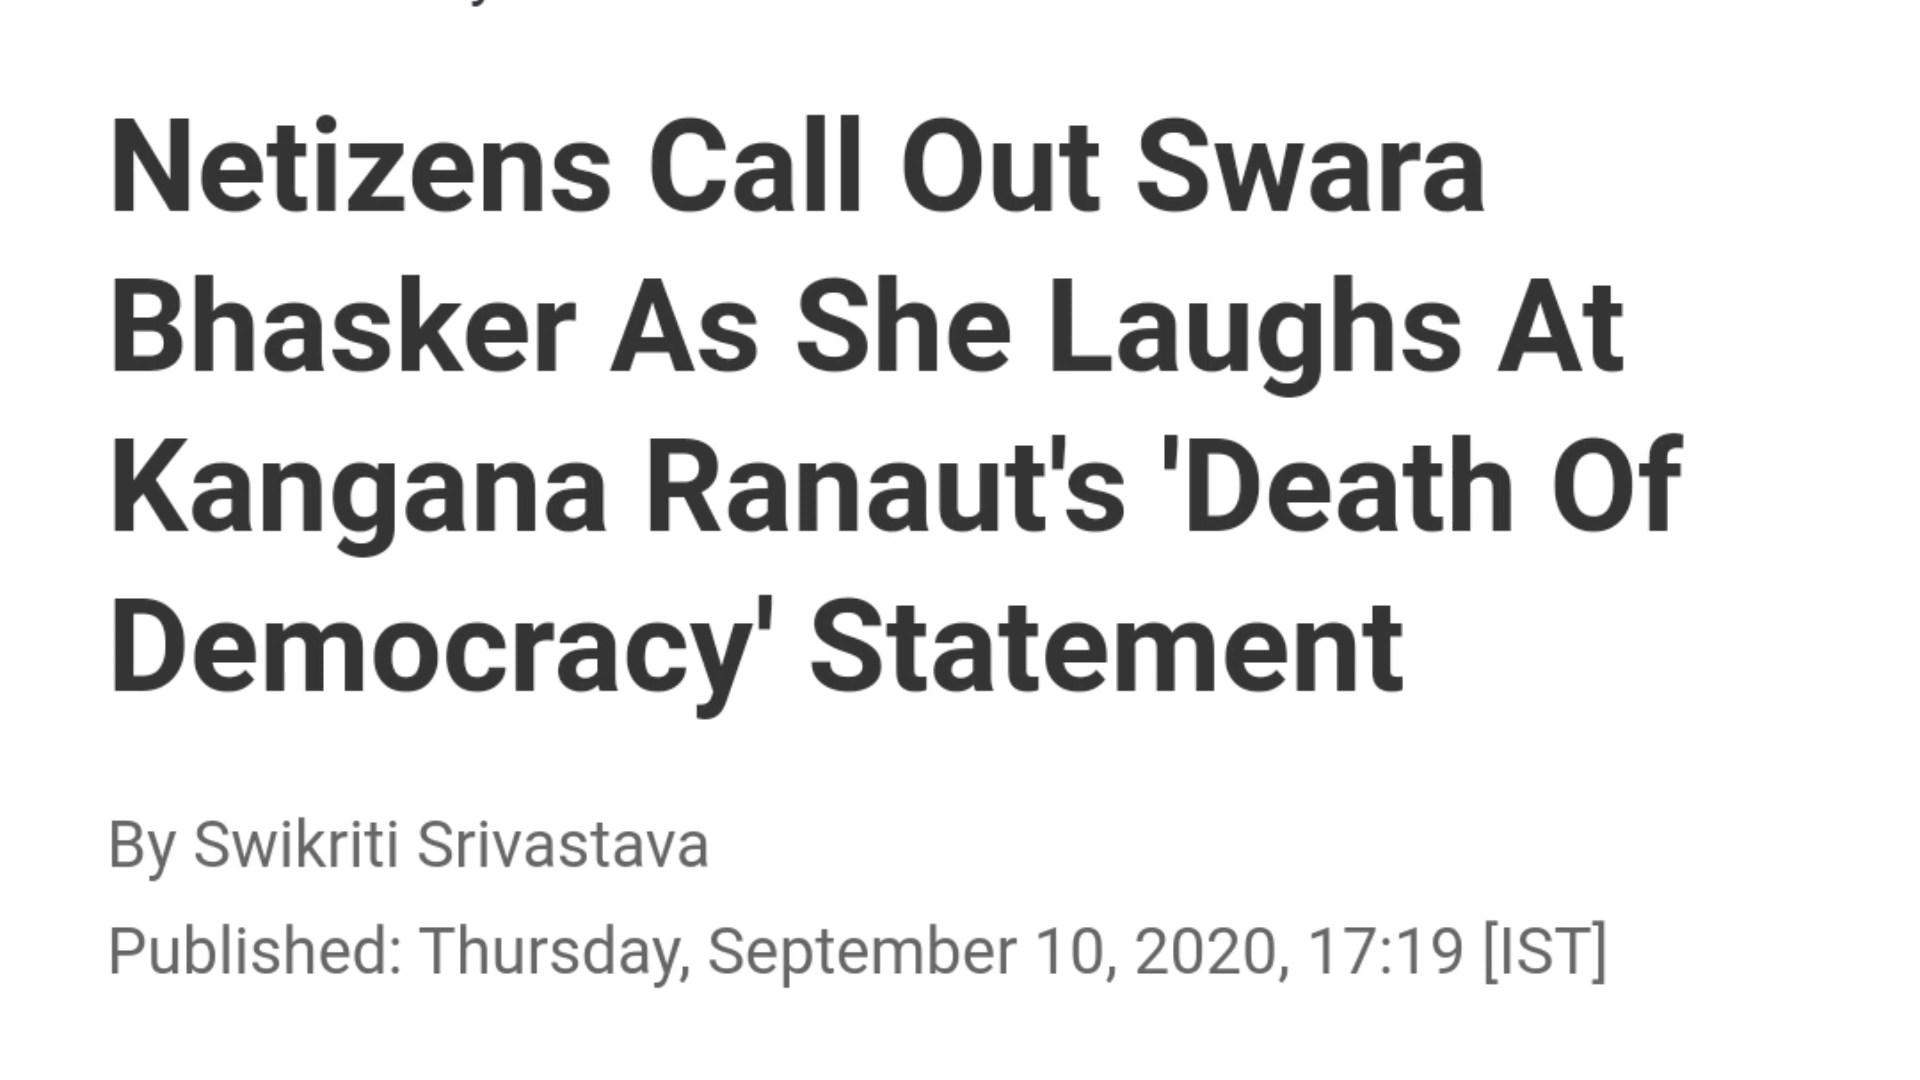 Netizens Call Out Swara
Bhasker As She Laughs At
Kangana Ranaut's 'Death Of
Democracy' Statement
By Swikriti Srivastava
Published: Thursday, September 10, 2020, 17:19 [IST]